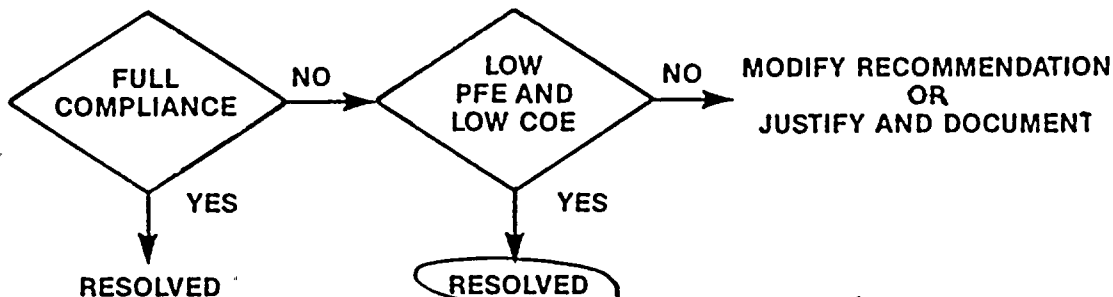 FULL
COMPLIANCE
NO
LOW
PFE AND
LOW COE
NO
MODIFY RECOMMENDATION
OR
JUSTIFY AND DOCUMENT
YES
YES
RESOLVED
RESOLVED